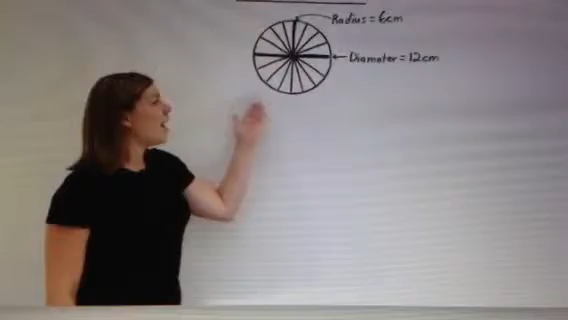 Radius = 6cm
Diameter = 12cm